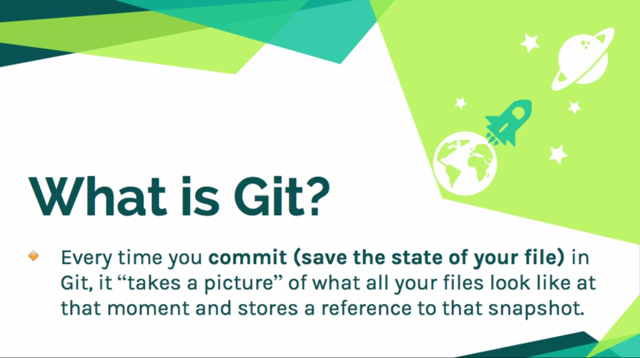 What is Git?
Every time you commit (save the state of your file) in
Git, it “takes a picture” of what all your files look like at
that moment and stores a reference to that snapshot.